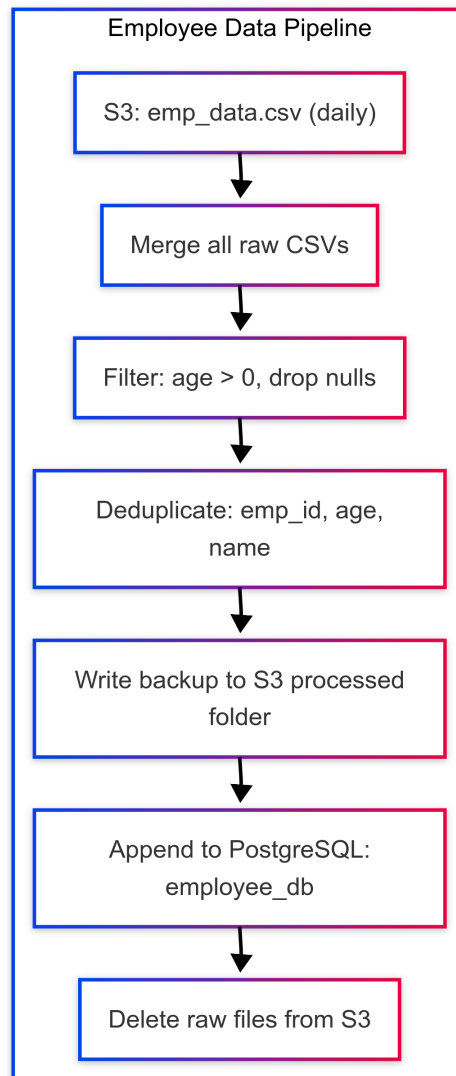 Employee Data Pipeline
S3: emp_data.csv (daily)
Merge all raw CSVs
Filter: age > 0, drop nulls
Deduplicate: emp_id, age,
name
Write backup to S3 processed
folder
Append to PostgreSQL:
employee_db
Delete raw files from S3